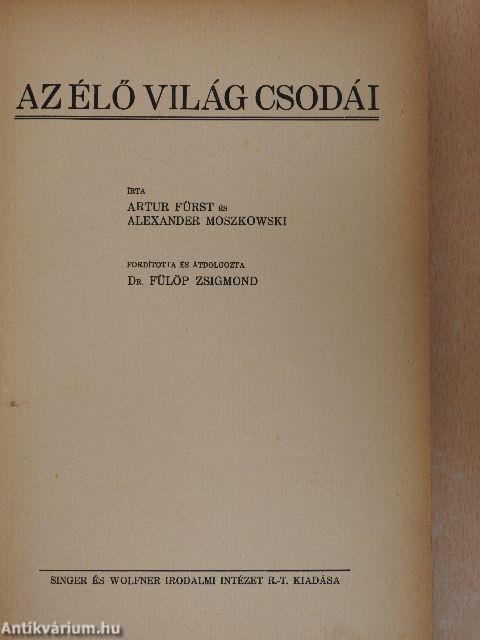 AZ ÉLŐ VILÁG CSODÁI
ÍRTA
ARTUR FÜRST ÉS
ALEXANDER MOSZKOWSKI
FORDÍTOTTA ÉS ÁTDOLGOZTA
DR. FÜLÖP ZSIGMOND
SINGER ÉS WOLFNER IRODALMI INTÉZET R.-T. KIADÁSA
Antikvárium.hu